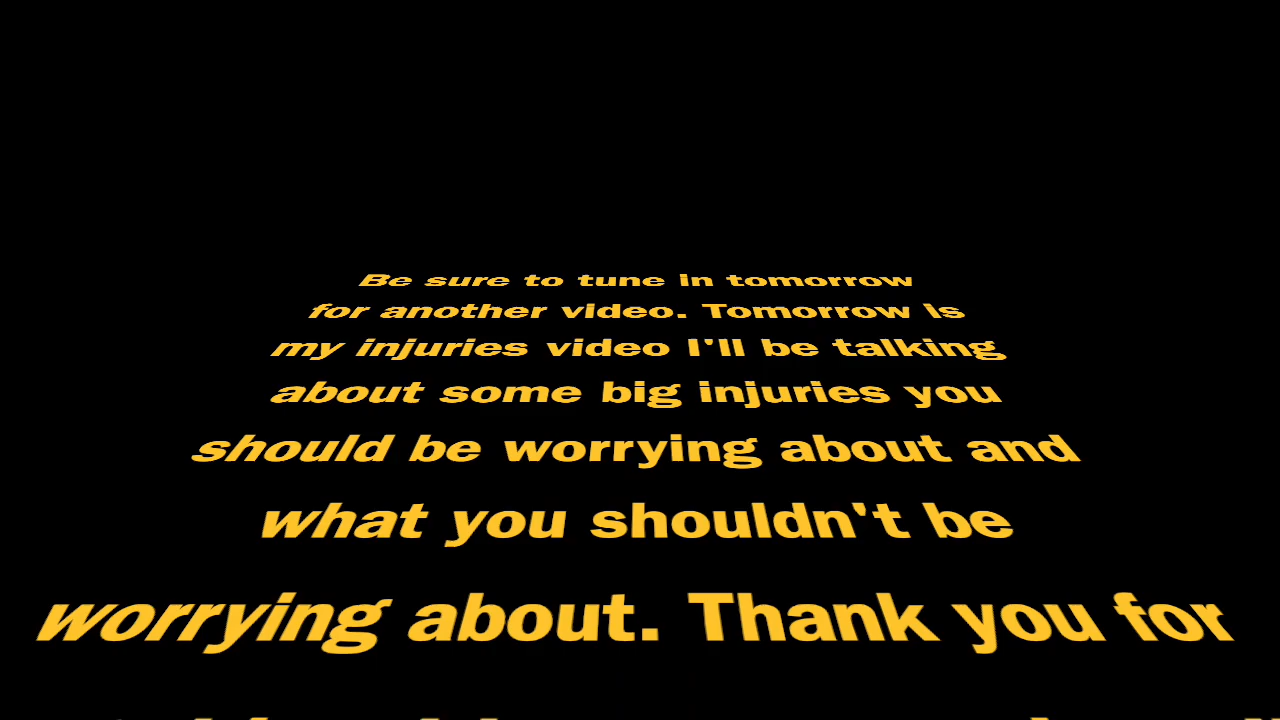 Be sure to tune in tomorrow
for another video. Tomorrow is
my injuries video I'll be talking
about some big injuries you
should be worrying about and
what you shouldn't be
worrying about. Thank you for